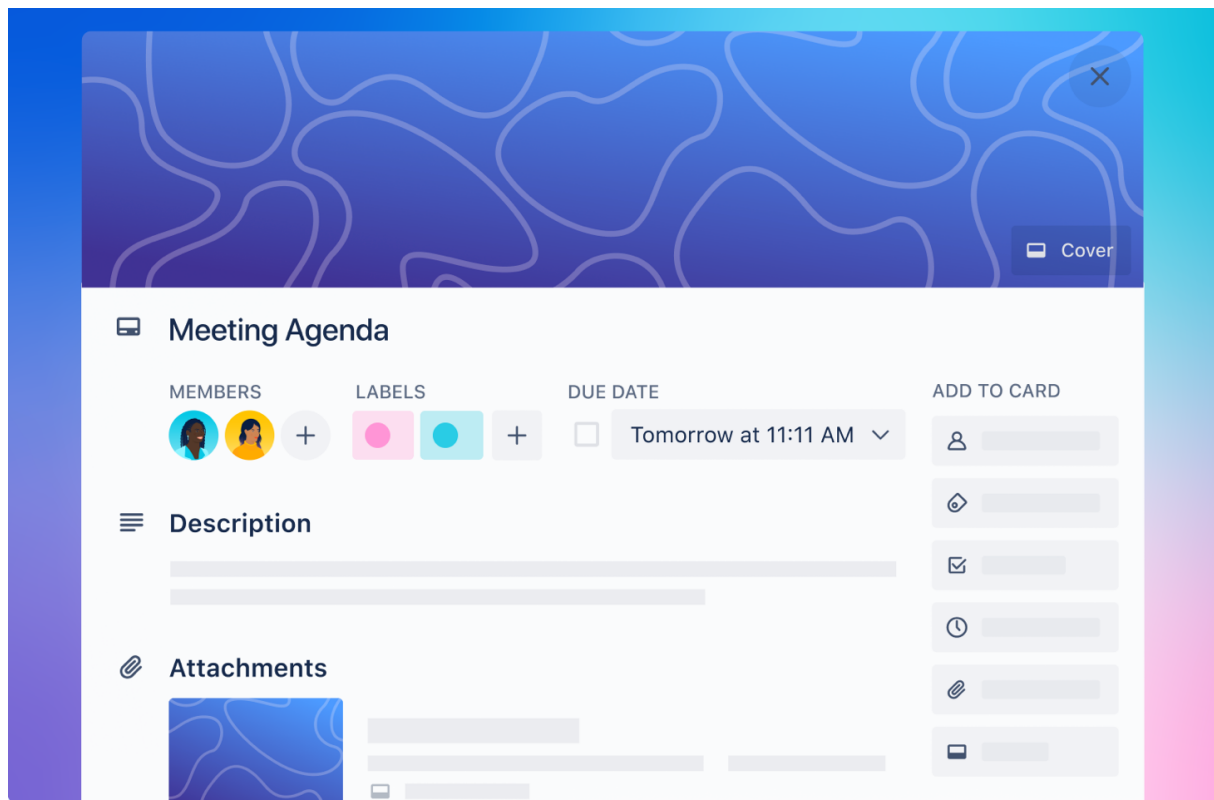 Cover
Meeting Agenda
MEMBERS
LABELS
DUE DATE
Tomorrow at 11:11 AM
ADD TO CARD
Description
Attachments